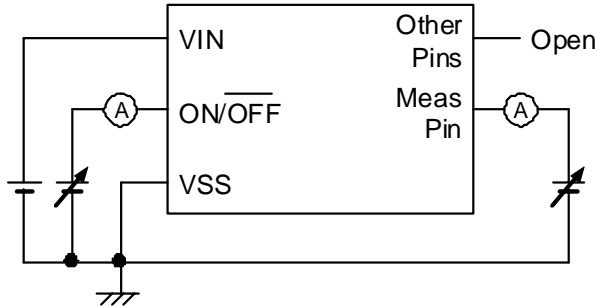 VIN
Other
Pins
Open
A
ON/OFF
Meas
Pin
A
VSS